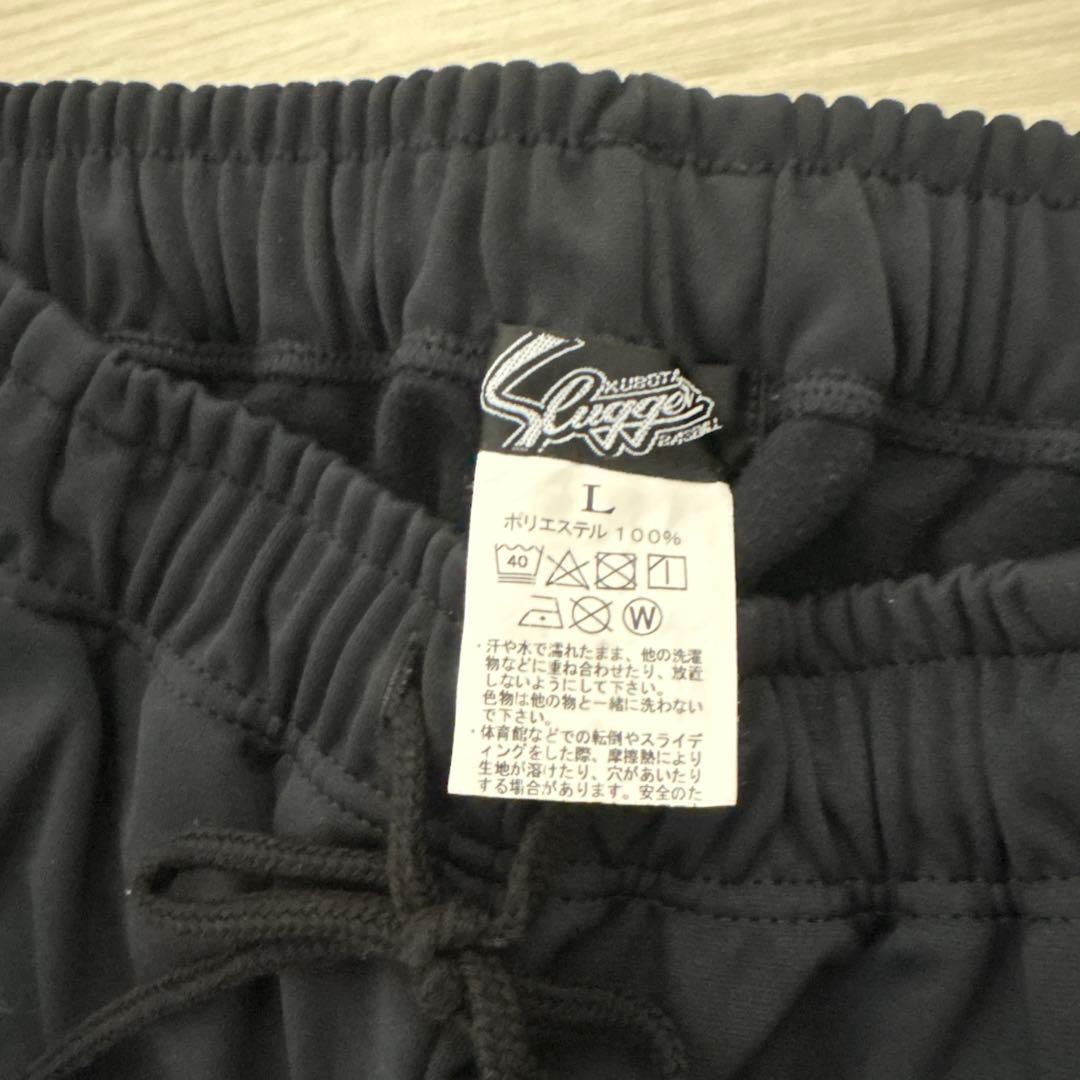 KUBOTA
Slugger
BASEBALL
L
ポリエステル 100%
40
W
・汗や水で濡れたまま、他の洗濯
物などに重ね合わせたり、放置
しないようにして下さい。
色物は他の物と一緒に洗わない
で下さい。
・体育館などでの転倒やスライデ
ィングをした際、摩擦熱により
生地が溶けたり、穴があいたり
する場合があります。安全のた